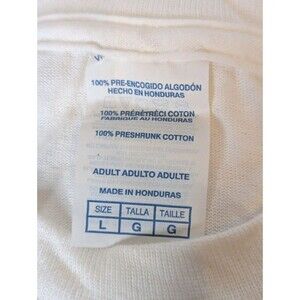 100% PRE-ENCOGIDO ALGODÓN
HECHO EN HONDURAS
100% PRÉRÉTRÉCI COTON
FABRIQUE AU HONDURAS
100% PRESHRUNK COTTON
ADULT ADULTO ADULTE
MADE IN HONDURAS
SIZE TALLA TAILLE
L G G